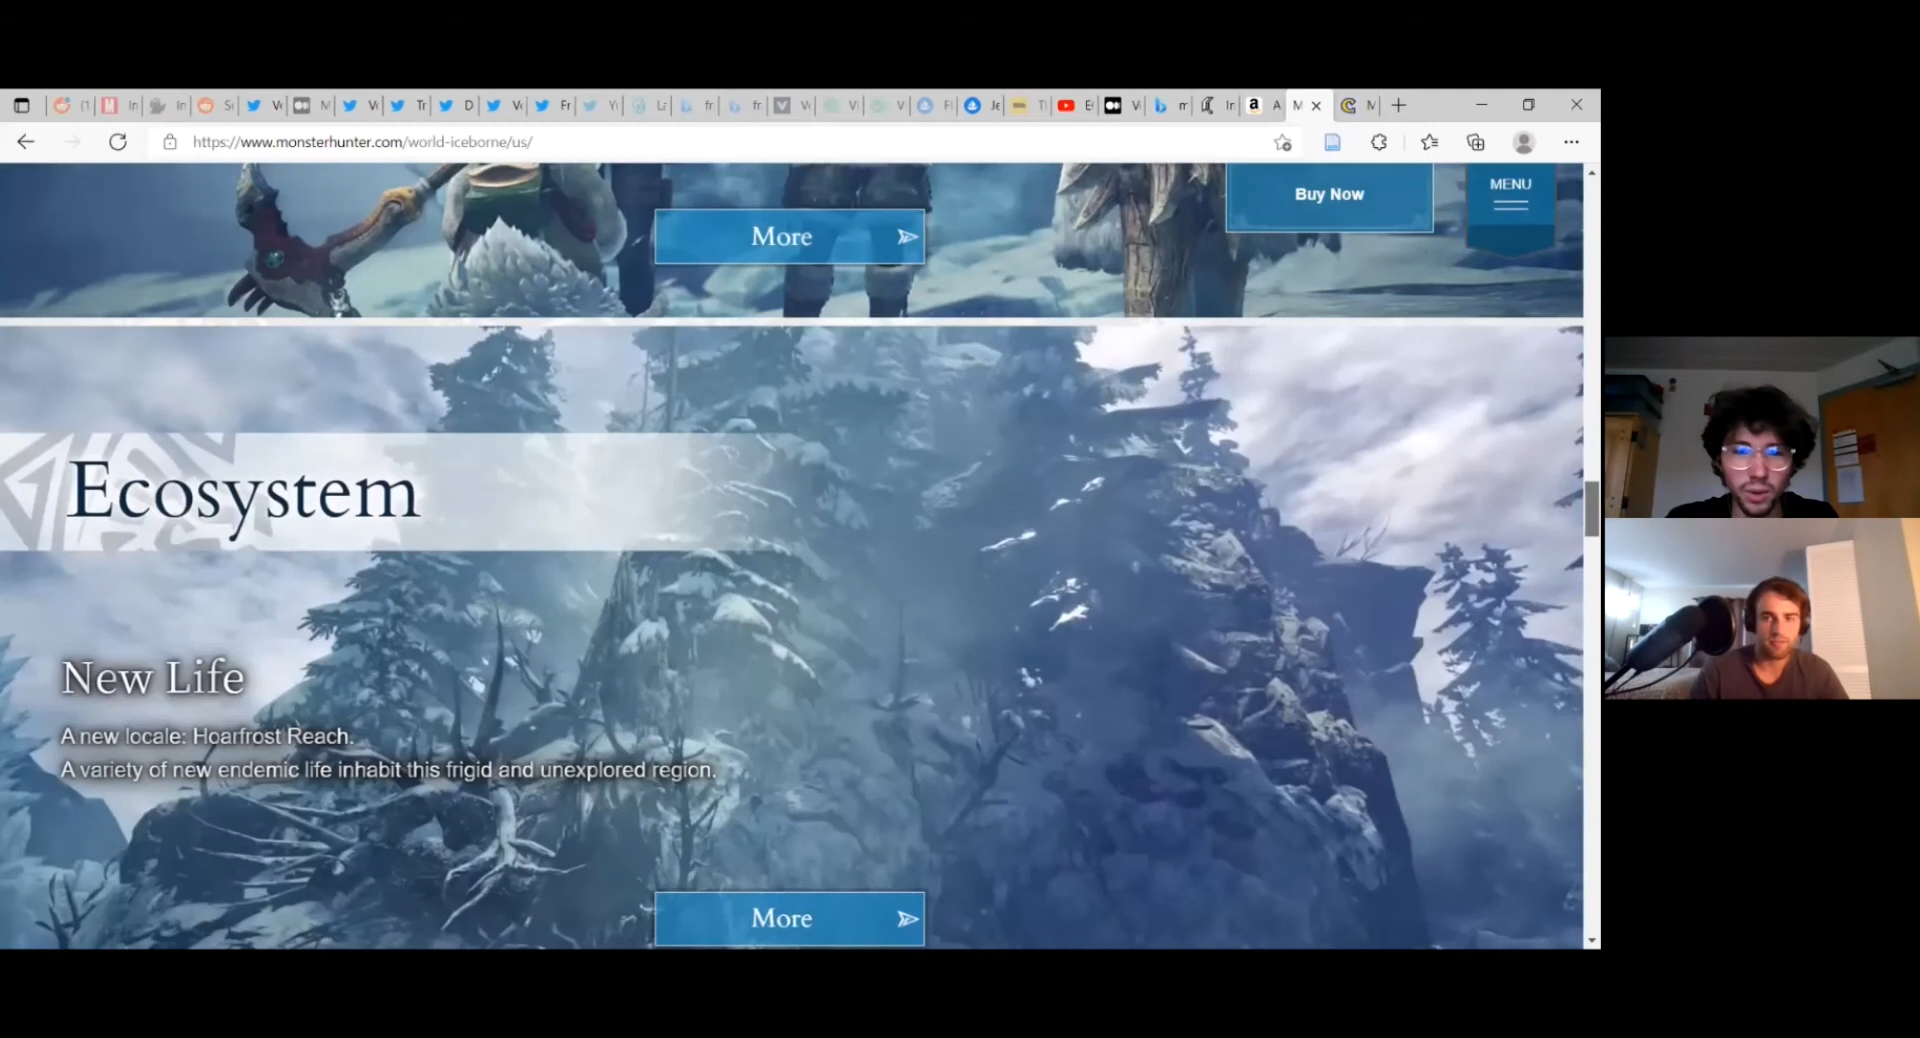 https://www.monsterhunter.com/world-iceborne/us/
Buy Now
MENU
More
Ecosystem
New Life
A new locale: Hoarfrost Reach.
A variety of new endemic life inhabit this frigid and unexplored region.
More